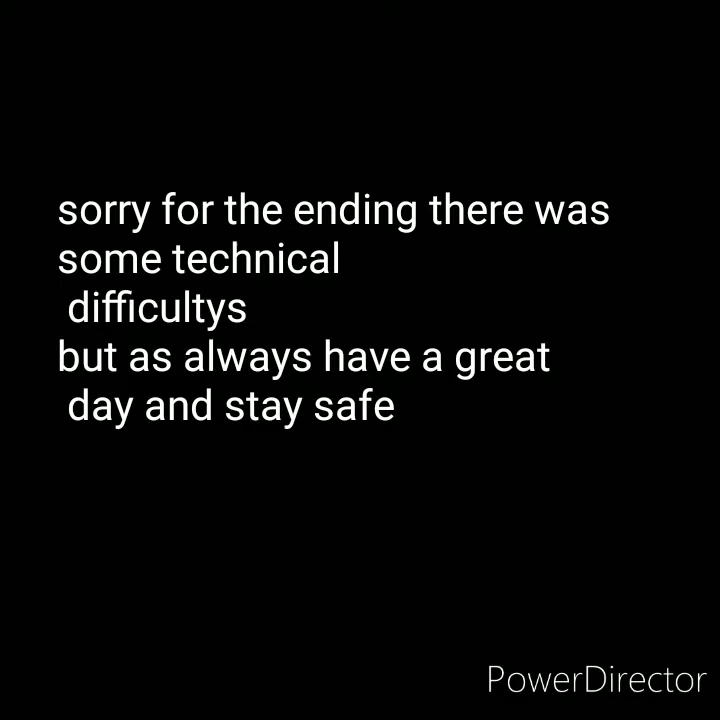 sorry for the ending there was
some technical
difficultys
but as always have a great
day and stay safe
PowerDirector